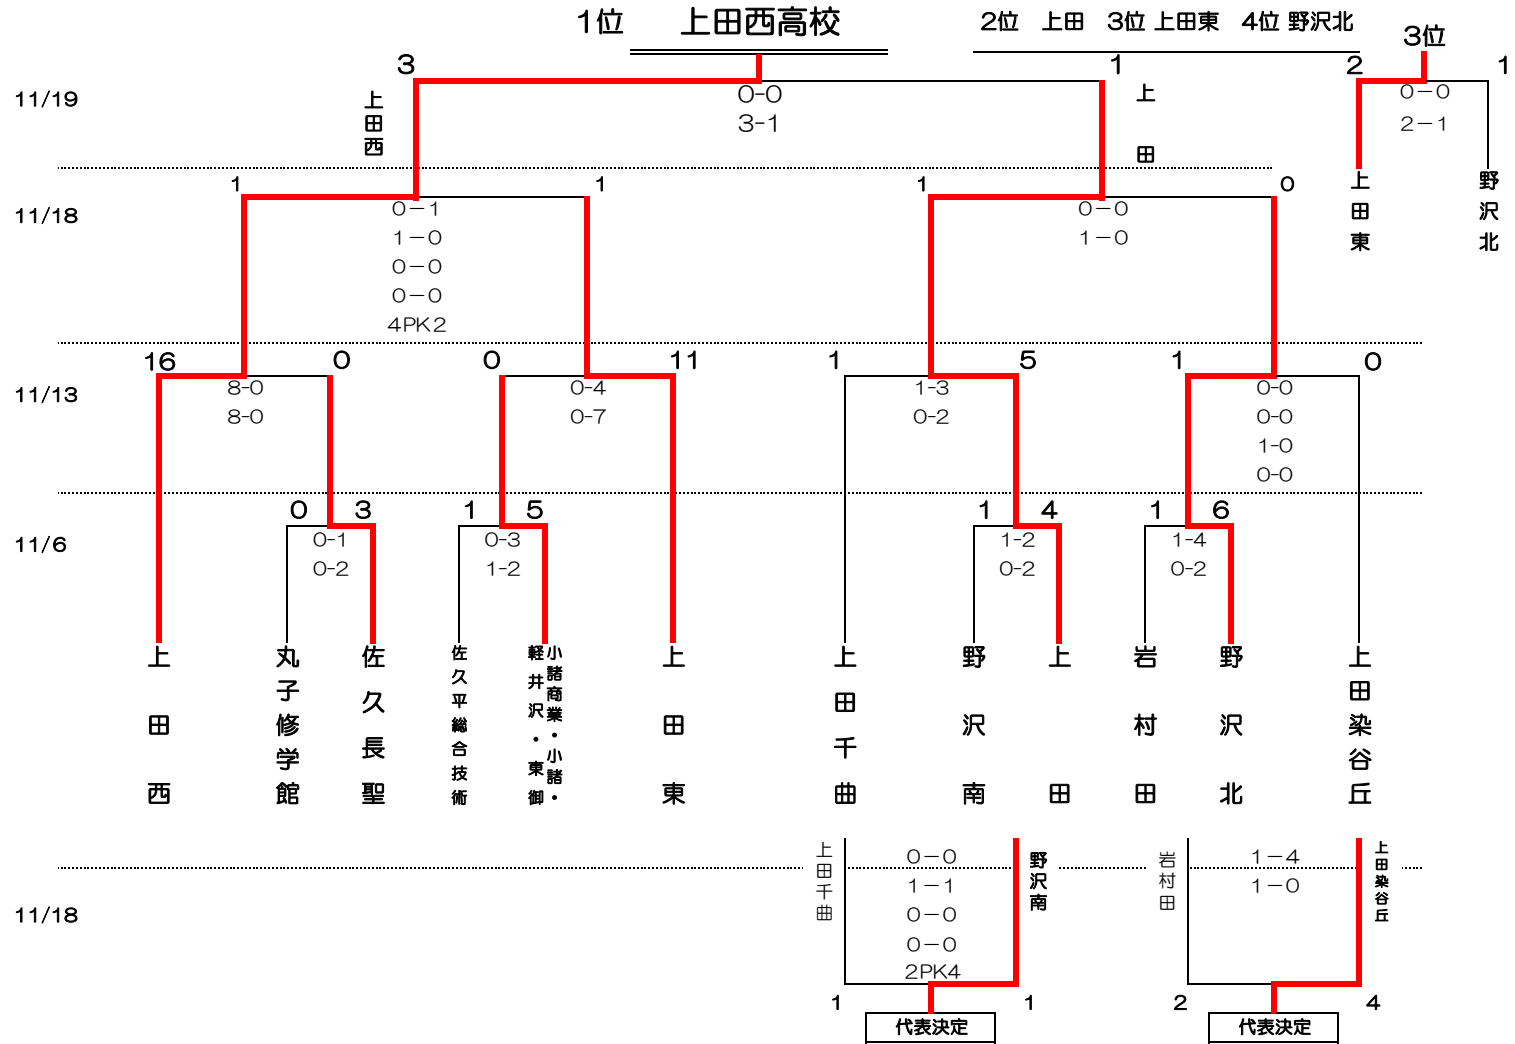 1位　上田西高校
2位　上田　3位 上田東　4位 野沢北
3位
3
1
2
1
11/19
上田西
0-0
3-1
上田
0－0
2－1
上田東
野沢北
11/18
1
1
1
0
0－1
1－0
0－0
0－0
4PK2
0－0
1－0
11/13
16
0
0
11
1
5
1
0
8-0
8-0
0-4
0-7
1-3
0-2
0-0
0-0
1-0
0-0
11/6
0
3
1
5
1
4
1
6
0-1
0-2
0-3
1-2
1-2
0-2
1-4
0-2
上田西
丸子修学館
佐久長聖
佐久平総合技術
小諸商業・小諸・
軽井沢・東御
上田東
上田千曲
野沢南
上田
岩村田
野沢北
上田染谷丘
11/18
上田千曲
0－0
1－1
0－0
0－0
2PK4
野沢南
岩村田
1－4
1－0
上田染谷丘
1
1
2
4
代表決定
代表決定